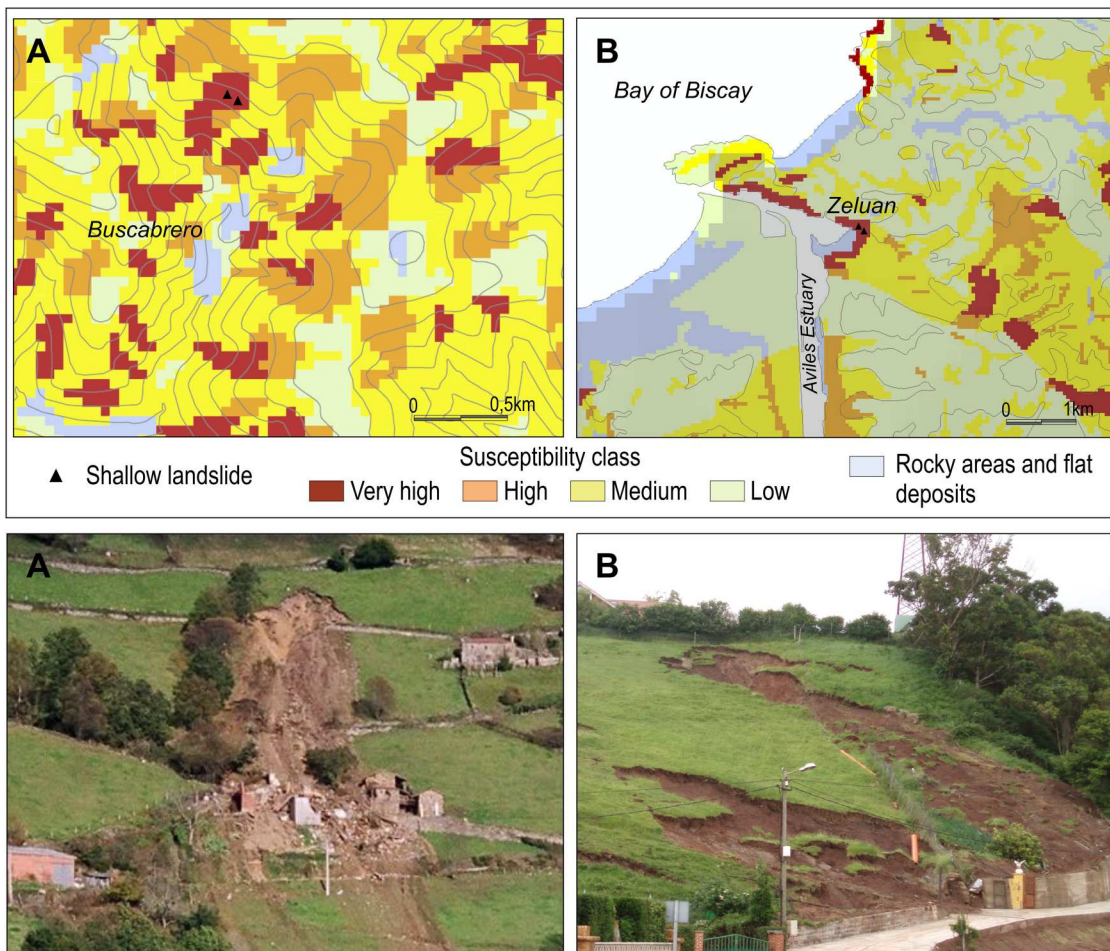 A
Buscabrero
0 0,5km
B
Bay of Biscay
Zeluan
Aviles Estuary
0 1km
Susceptibility class
Shallow landslide
Very high
High
Medium
Low
Rocky areas and flat
deposits
A
B